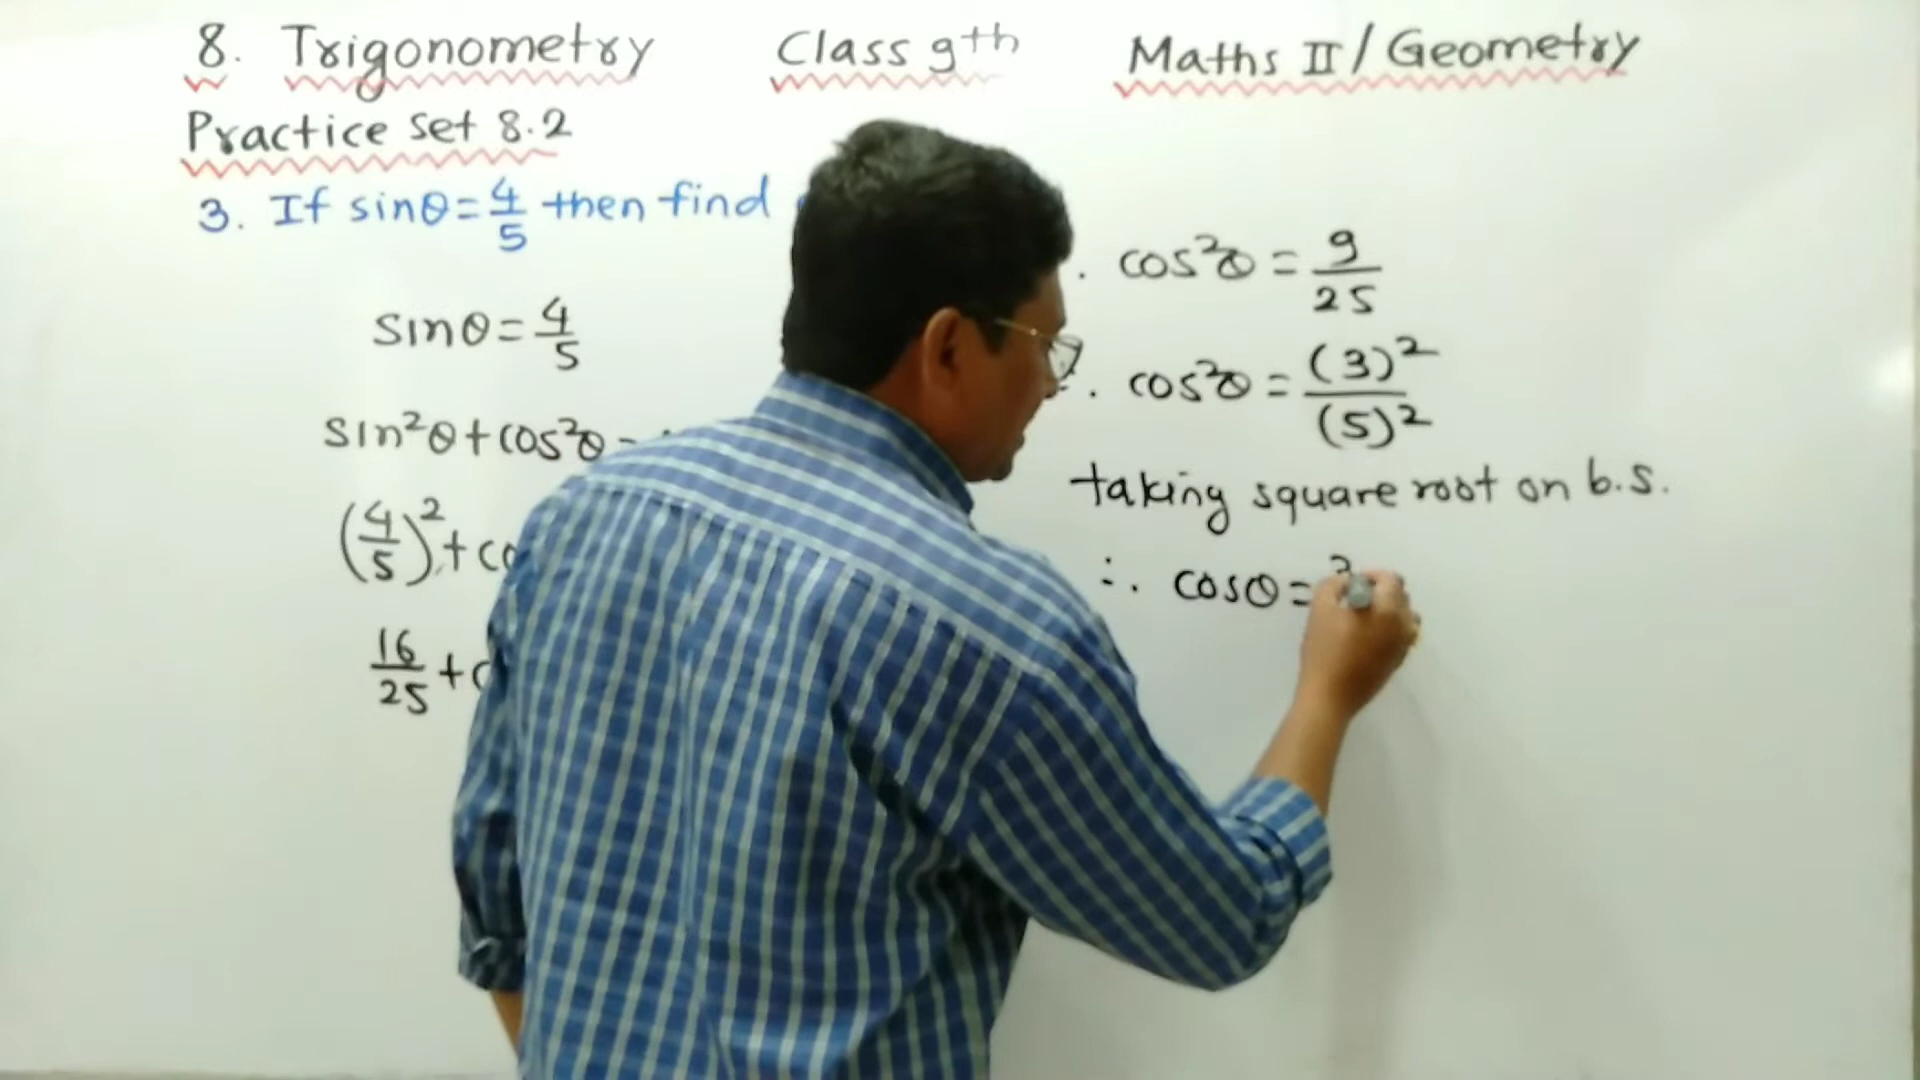 8. Trigonometry Class 9th Maths II / Geometry
Practice set 8.2
3. If sinθ = 4/5 then find
sinθ = 4/5
sin²θ + cos²θ =
(4/5)² +
16/25 +
cos²θ = 9/25
∴ cos²θ = (3)²/(5)²
taking square root on b.s.
∴ cosθ =